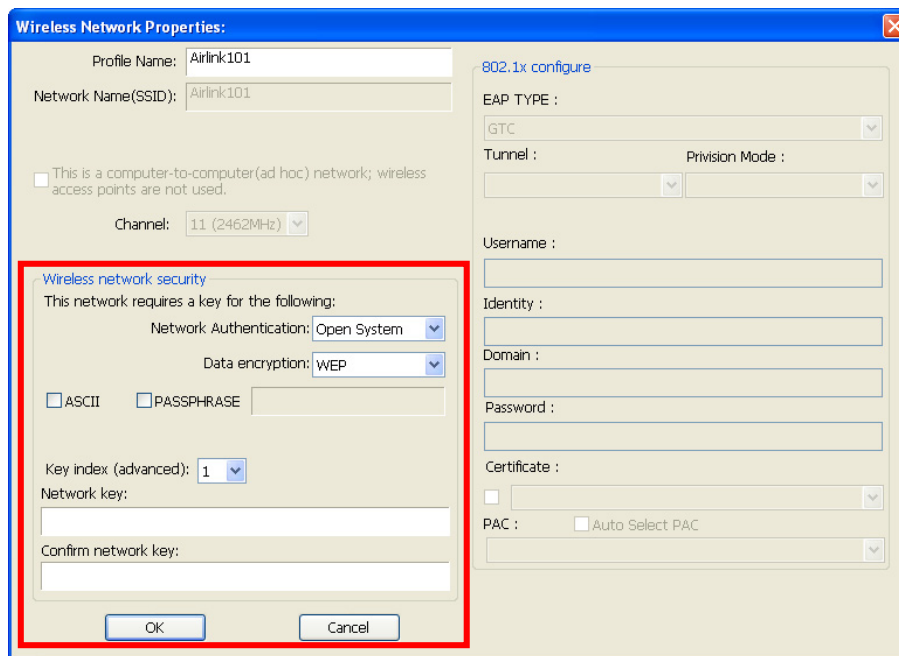 Wireless Network Properties:
Profile Name: Airlink101
Network Name(SSID): Airlink101
This is a computer-to-computer(ad hoc) network; wireless
access points are not used.
Channel: 11 (2462MHz)
Wireless network security
This network requires a key for the following:
Network Authentication: Open System
Data encryption: WEP
ASCII PASSPHRASE
Key index (advanced): 1
Network key:
Confirm network key:
OK Cancel
802.1x configure
EAP TYPE :
GTC
Tunnel : Privision Mode :
Username :
Identity :
Domain :
Password :
Certificate :
PAC : Auto Select PAC